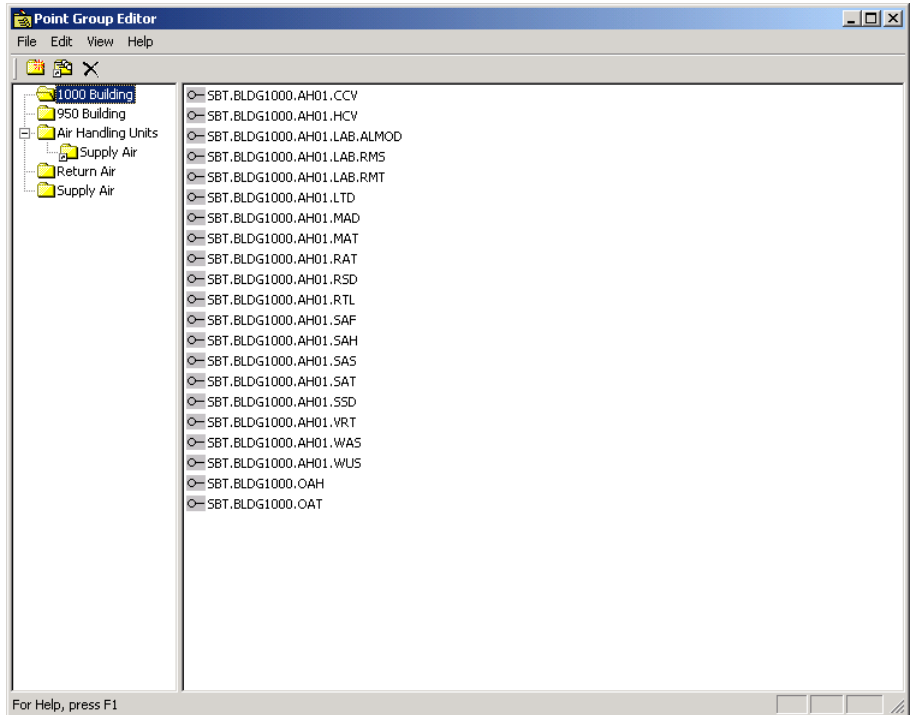 Point Group Editor
File Edit View Help
1000 Building
950 Building
Air Handling Units
Supply Air
Return Air
Supply Air
SBT.BLDG1000.AH01.CCV
SBT.BLDG1000.AH01.HCV
SBT.BLDG1000.AH01.LAB.ALMOD
SBT.BLDG1000.AH01.LAB.RMS
SBT.BLDG1000.AH01.LAB.RMT
SBT.BLDG1000.AH01.LTD
SBT.BLDG1000.AH01.MAD
SBT.BLDG1000.AH01.MAT
SBT.BLDG1000.AH01.RAT
SBT.BLDG1000.AH01.RSD
SBT.BLDG1000.AH01.RTL
SBT.BLDG1000.AH01.SAF
SBT.BLDG1000.AH01.SAH
SBT.BLDG1000.AH01.SAS
SBT.BLDG1000.AH01.SAT
SBT.BLDG1000.AH01.SSD
SBT.BLDG1000.AH01.VRT
SBT.BLDG1000.AH01.WAS
SBT.BLDG1000.AH01.WUS
SBT.BLDG1000.OAH
SBT.BLDG1000.OAT
For Help, press F1